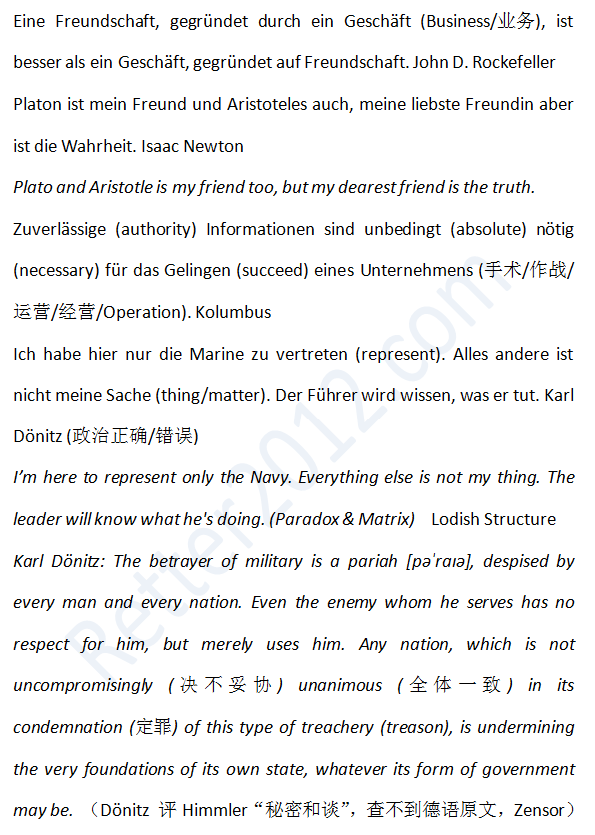 Eine Freundschaft, gegründet durch ein Geschäft (Business/业务), ist
besser als ein Geschäft, gegründet auf Freundschaft. John D. Rockefeller
Platon ist mein Freund und Aristoteles auch, meine liebste Freundin aber
ist die Wahrheit. Isaac Newton
Plato and Aristotle is my friend too, but my dearest friend is the truth.
Zuverlässige (authority) Informationen sind unbedingt (absolute) nötig
(necessary) für das Gelingen (succeed) eines Unternehmens (手术/作战/
运营/经营/Operation). Kolumbus
Ich habe hier nur die Marine zu vertreten (represent). Alles andere ist
nicht meine Sache (thing/matter). Der Führer wird wissen, was er tut. Karl
Dönitz (政治正确/错误)
I’m here to represent only the Navy. Everything else is not my thing. The
leader will know what he's doing. (Paradox & Matrix) Lodish Structure
Karl Dönitz: The betrayer of military is a pariah [pəˈraɪə], despised by
every man and every nation. Even the enemy whom he serves has no
respect for him, but merely uses him. Any nation, which is not
uncompromisingly (决不妥协) unanimous (全体一致) in its
condemnation (定罪) of this type of treachery (treason), is undermining
the very foundations of its own state, whatever its form of government
may be. （Dönitz 评 Himmler“秘密和谈”，查不到德语原文，Zensor）
Retter2012.com